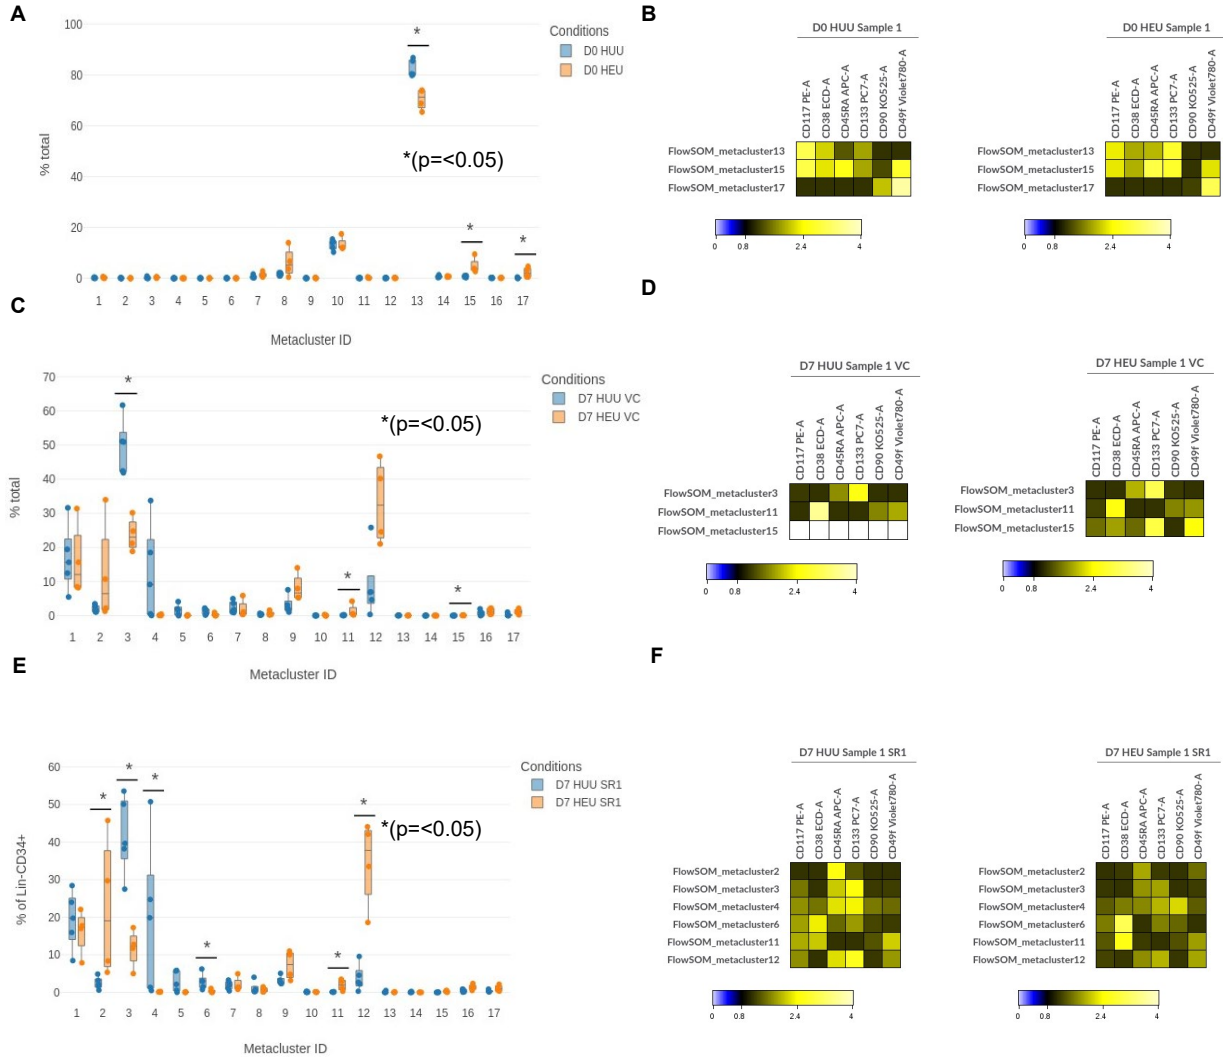 A
100
80
60
40
20
0
% total
*
*(p=<0.05)
*
*
1 2 3 4 5 6 7 8 9 10 11 12 13 14 15 16 17
Metacluster ID
Conditions
D0 HUU
D0 HEU
B
D0 HUU Sample 1
CD117 PE-A
CD38 ECD-A
CD45RA APC-A
CD133 PC7-A
CD90 KO525-A
CD49f Violet780-A
FlowSOM_metacluster13
FlowSOM_metacluster15
FlowSOM_metacluster17
0 0.8 2.4 4
D0 HEU Sample 1
CD117 PE-A
CD38 ECD-A
CD45RA APC-A
CD133 PC7-A
CD90 KO525-A
CD49f Violet780-A
FlowSOM_metacluster13
FlowSOM_metacluster15
FlowSOM_metacluster17
0 0.8 2.4 4
C
70
60
50
40
30
20
10
0
% total
*
*(p=<0.05)
*
*
1 2 3 4 5 6 7 8 9 10 11 12 13 14 15 16 17
Metacluster ID
Conditions
D7 HUU VC
D7 HEU VC
D
D7 HUU Sample 1 VC
CD117 PE-A
CD38 ECD-A
CD45RA APC-A
CD133 PC7-A
CD90 KO525-A
CD49f Violet780-A
FlowSOM_metacluster3
FlowSOM_metacluster11
FlowSOM_metacluster15
0 0.8 2.4 4
D7 HEU Sample 1 VC
CD117 PE-A
CD38 ECD-A
CD45RA APC-A
CD133 PC7-A
CD90 KO525-A
CD49f Violet780-A
FlowSOM_metacluster3
FlowSOM_metacluster11
FlowSOM_metacluster15
0 0.8 2.4 4
E
60
50
40
30
20
10
0
% of Lin-CD34+
*
*
*
*
*
*
*(p=<0.05)
1 2 3 4 5 6 7 8 9 10 11 12 13 14 15 16 17
Metacluster ID
Conditions
D7 HUU SR1
D7 HEU SR1
F
D7 HUU Sample 1 SR1
CD117 PE-A
CD38 ECD-A
CD45RA APC-A
CD133 PC7-A
CD90 KO525-A
CD49f Violet780-A
FlowSOM_metacluster2
FlowSOM_metacluster3
FlowSOM_metacluster4
FlowSOM_metacluster6
FlowSOM_metacluster11
FlowSOM_metacluster12
0 0.8 2.4 4
D7 HEU Sample 1 SR1
CD117 PE-A
CD38 ECD-A
CD45RA APC-A
CD133 PC7-A
CD90 KO525-A
CD49f Violet780-A
FlowSOM_metacluster2
FlowSOM_metacluster3
FlowSOM_metacluster4
FlowSOM_metacluster6
FlowSOM_metacluster11
FlowSOM_metacluster12
0 0.8 2.4 4